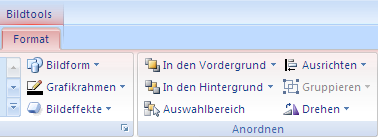 Bildtools
Format
Bildform In den Vordergrund Ausrichten
Grafikrahmen In den Hintergrund Gruppieren
Bildeffekte Auswahlbereich Drehen
Anordnen